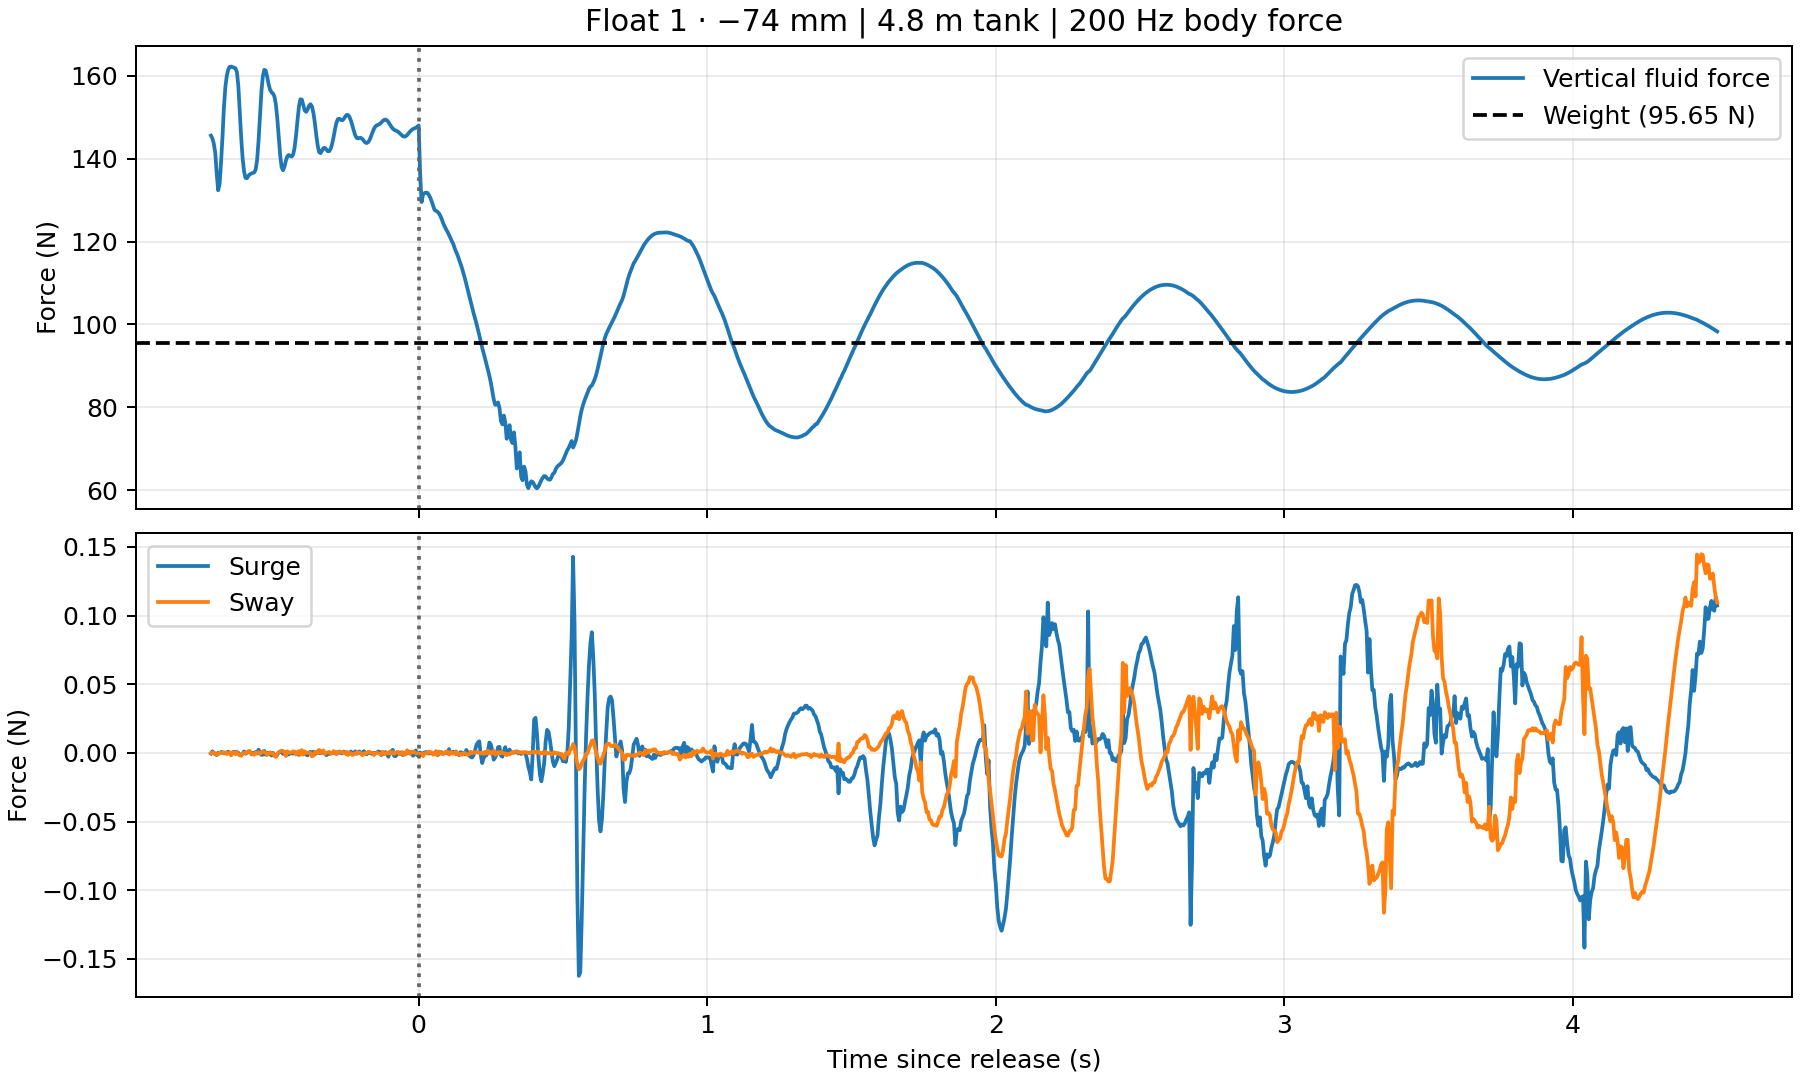 Float 1 · −74 mm | 4.8 m tank | 200 Hz body force
Force (N)
160
140
120
100
80
60
Vertical fluid force
Weight (95.65 N)
Force (N)
0.15
0.10
0.05
0.00
−0.05
−0.10
−0.15
Surge
Sway
0 1 2 3 4
Time since release (s)